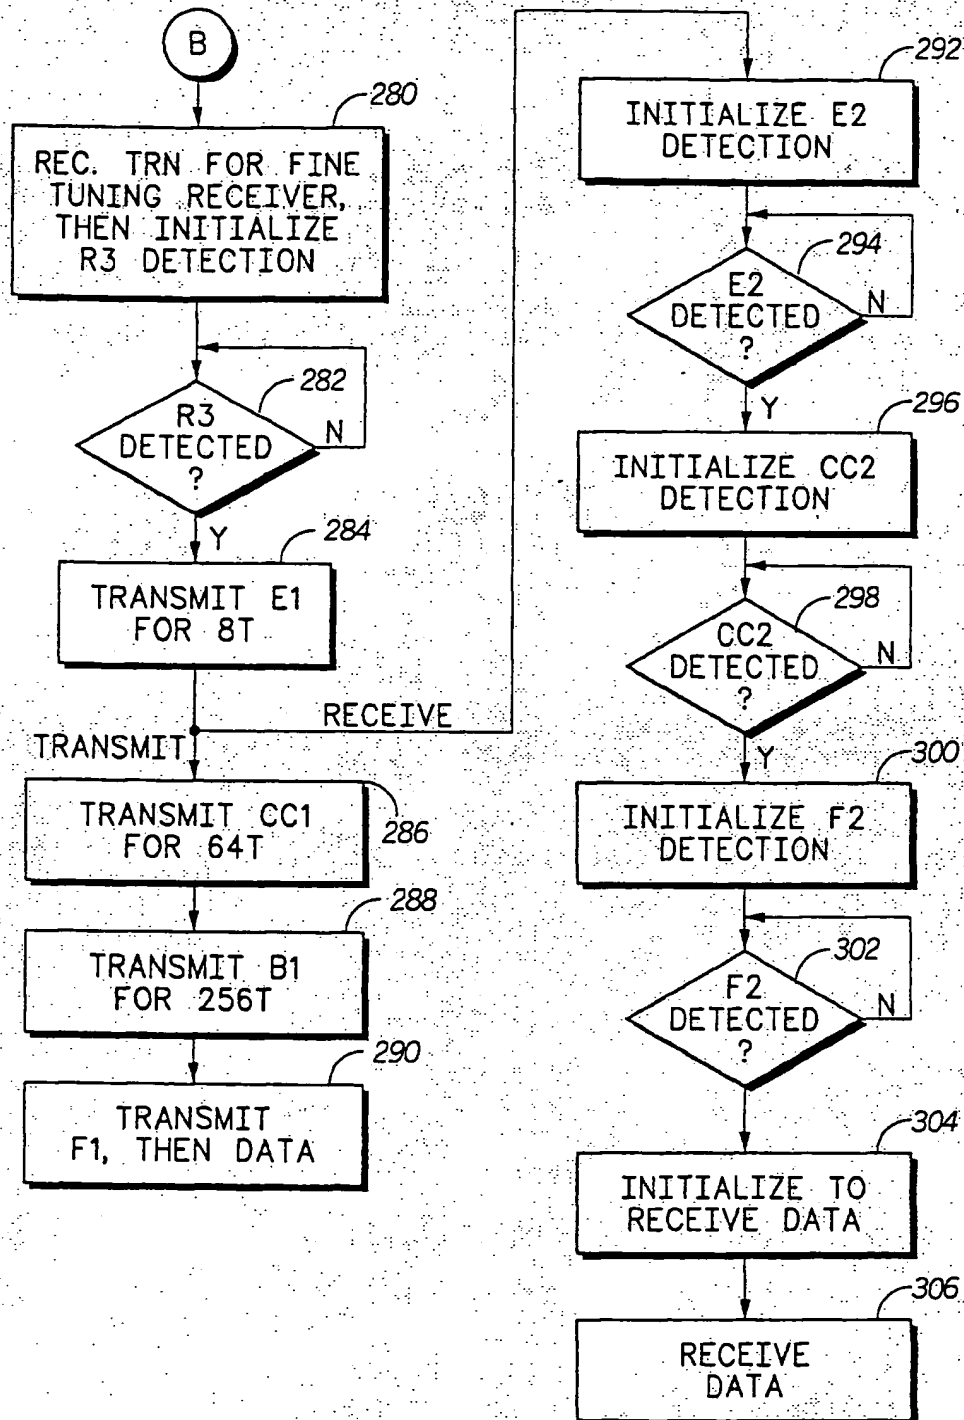 B
280
REC. TRN FOR FINE
TUNING RECEIVER,
THEN INITIALIZE
R3 DETECTION
282
R3
DETECTED
?
N
Y
284
TRANSMIT E1
FOR 8T
RECEIVE
TRANSMIT
TRANSMIT CC1
FOR 64T
286
288
TRANSMIT B1
FOR 256T
290
TRANSMIT
F1, THEN DATA
292
INITIALIZE E2
DETECTION
294
E2
DETECTED
?
N
Y
296
INITIALIZE CC2
DETECTION
298
CC2
DETECTED
?
N
Y
300
INITIALIZE F2
DETECTION
302
F2
DETECTED
?
N
304
INITIALIZE TO
RECEIVE DATA
306
RECEIVE
DATA